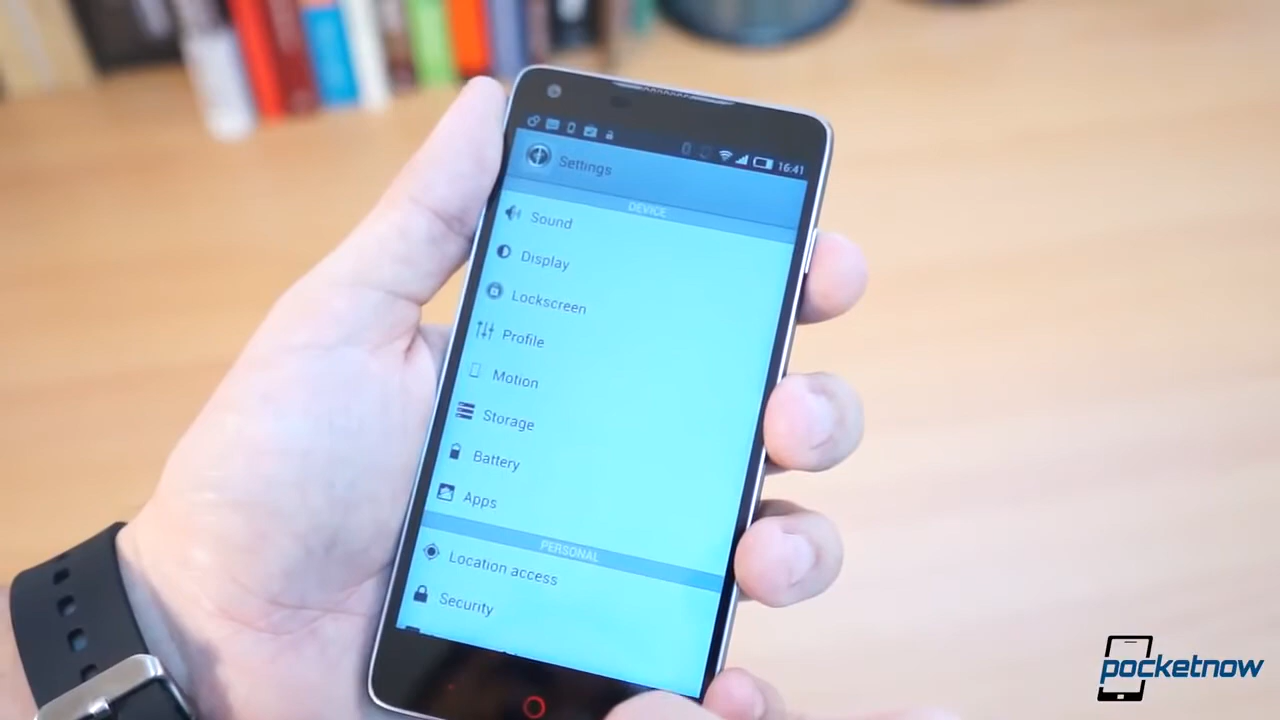 16:41
Settings
DEVICE
Sound
Display
Lockscreen
Profile
Motion
Storage
Battery
Apps
PERSONAL
Location access
Security
pocketnow